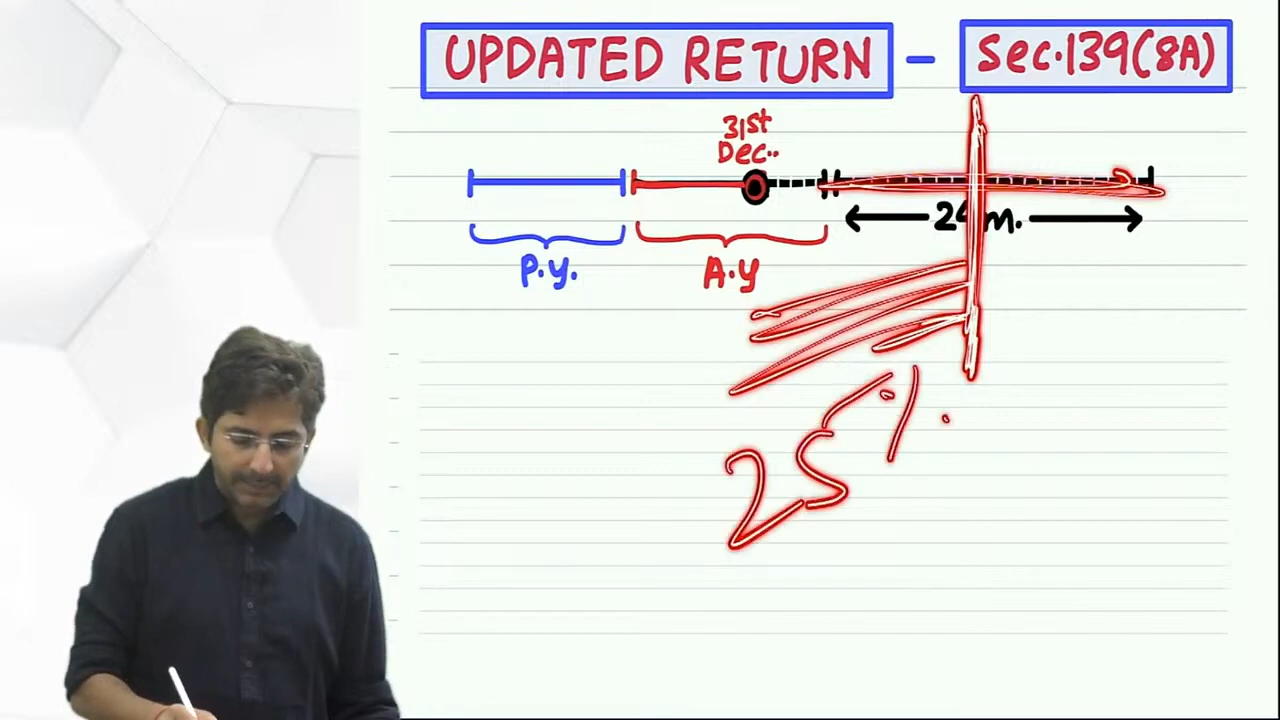 UPDATED RETURN - Sec.139(8A)
31st
Dec..
24 m.
P.y. A.y
25%